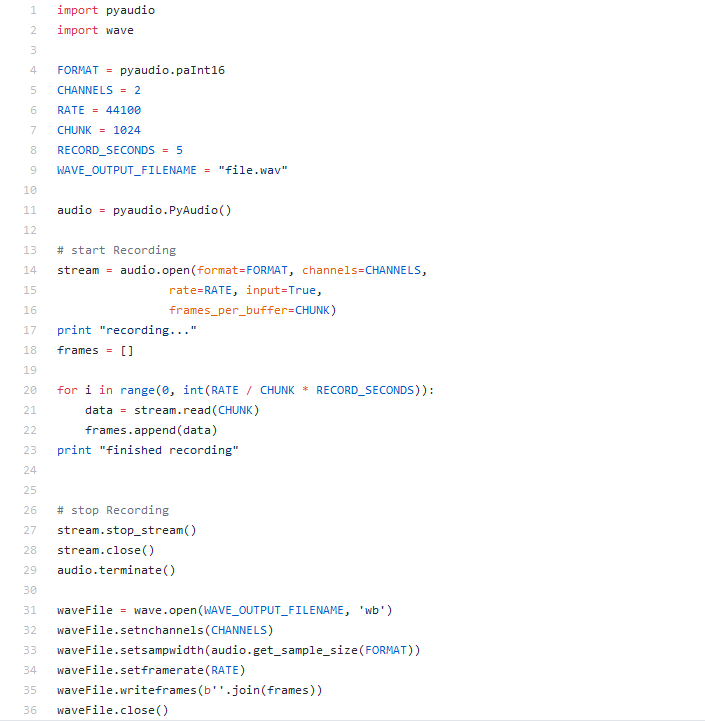 1 import pyaudio
2 import wave
3
4 FORMAT = pyaudio.paInt16
5 CHANNELS = 2
6 RATE = 44100
7 CHUNK = 1024
8 RECORD_SECONDS = 5
9 WAVE_OUTPUT_FILENAME = "file.wav"
10
11 audio = pyaudio.PyAudio()
12
13 # start Recording
14 stream = audio.open(format=FORMAT, channels=CHANNELS,
15                 rate=RATE, input=True,
16                 frames_per_buffer=CHUNK)
17 print "recording..."
18 frames = []
19
20 for i in range(0, int(RATE / CHUNK * RECORD_SECONDS)):
21     data = stream.read(CHUNK)
22     frames.append(data)
23 print "finished recording"
24
25
26 # stop Recording
27 stream.stop_stream()
28 stream.close()
29 audio.terminate()
30
31 waveFile = wave.open(WAVE_OUTPUT_FILENAME, 'wb')
32 waveFile.setnchannels(CHANNELS)
33 waveFile.setsampwidth(audio.get_sample_size(FORMAT))
34 waveFile.setframerate(RATE)
35 waveFile.writeframes(b''.join(frames))
36 waveFile.close()